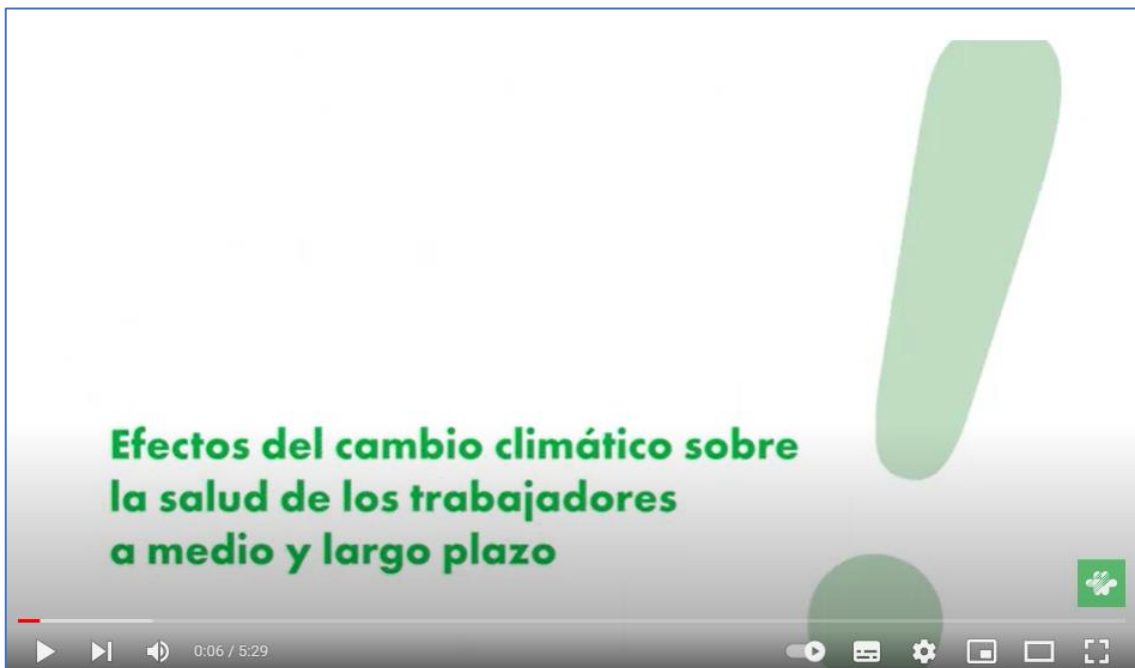 Efectos del cambio climático sobre
la salud de los trabajadores
a medio y largo plazo
0:06 / 5:29